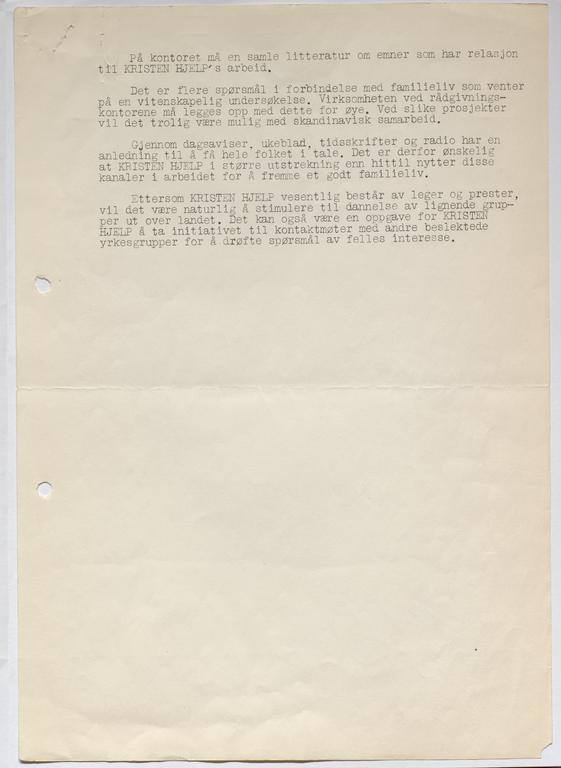 På kontoret må en samle litteratur om emner som har relasjon
til KRISTEN HJELP's arbeid.
Det er flere spørsmål i forbindelse med familieliv som venter
på en vitenskapelig undersøkelse. Virksomheten ved rådgivnings-
kontorene må legges opp med dette for øye. Ved slike prosjekter
vil det trolig være mulig med skandinavisk samarbeid.
Gjennom dagsaviser, ukeblad, tidsskrifter og radio har en
anledning til å få hele folket i tale. Det er derfor ønskelig
at KRISTEN HJELP i større utstrekning enn hittil nytter disse
kanaler i arbeidet for å fremme et godt familieliv.
Ettersom KRISTEN HJELP vesentlig består av leger og prester,
vil det være naturlig å stimulere til dannelse av lignende grup-
per ut over landet. Det kan også være en oppgave for KRISTEN
HJELP å ta initiativet til kontaktmøter med andre beslektede
yrkesgrupper for å drøfte spørsmål av felles interesse.